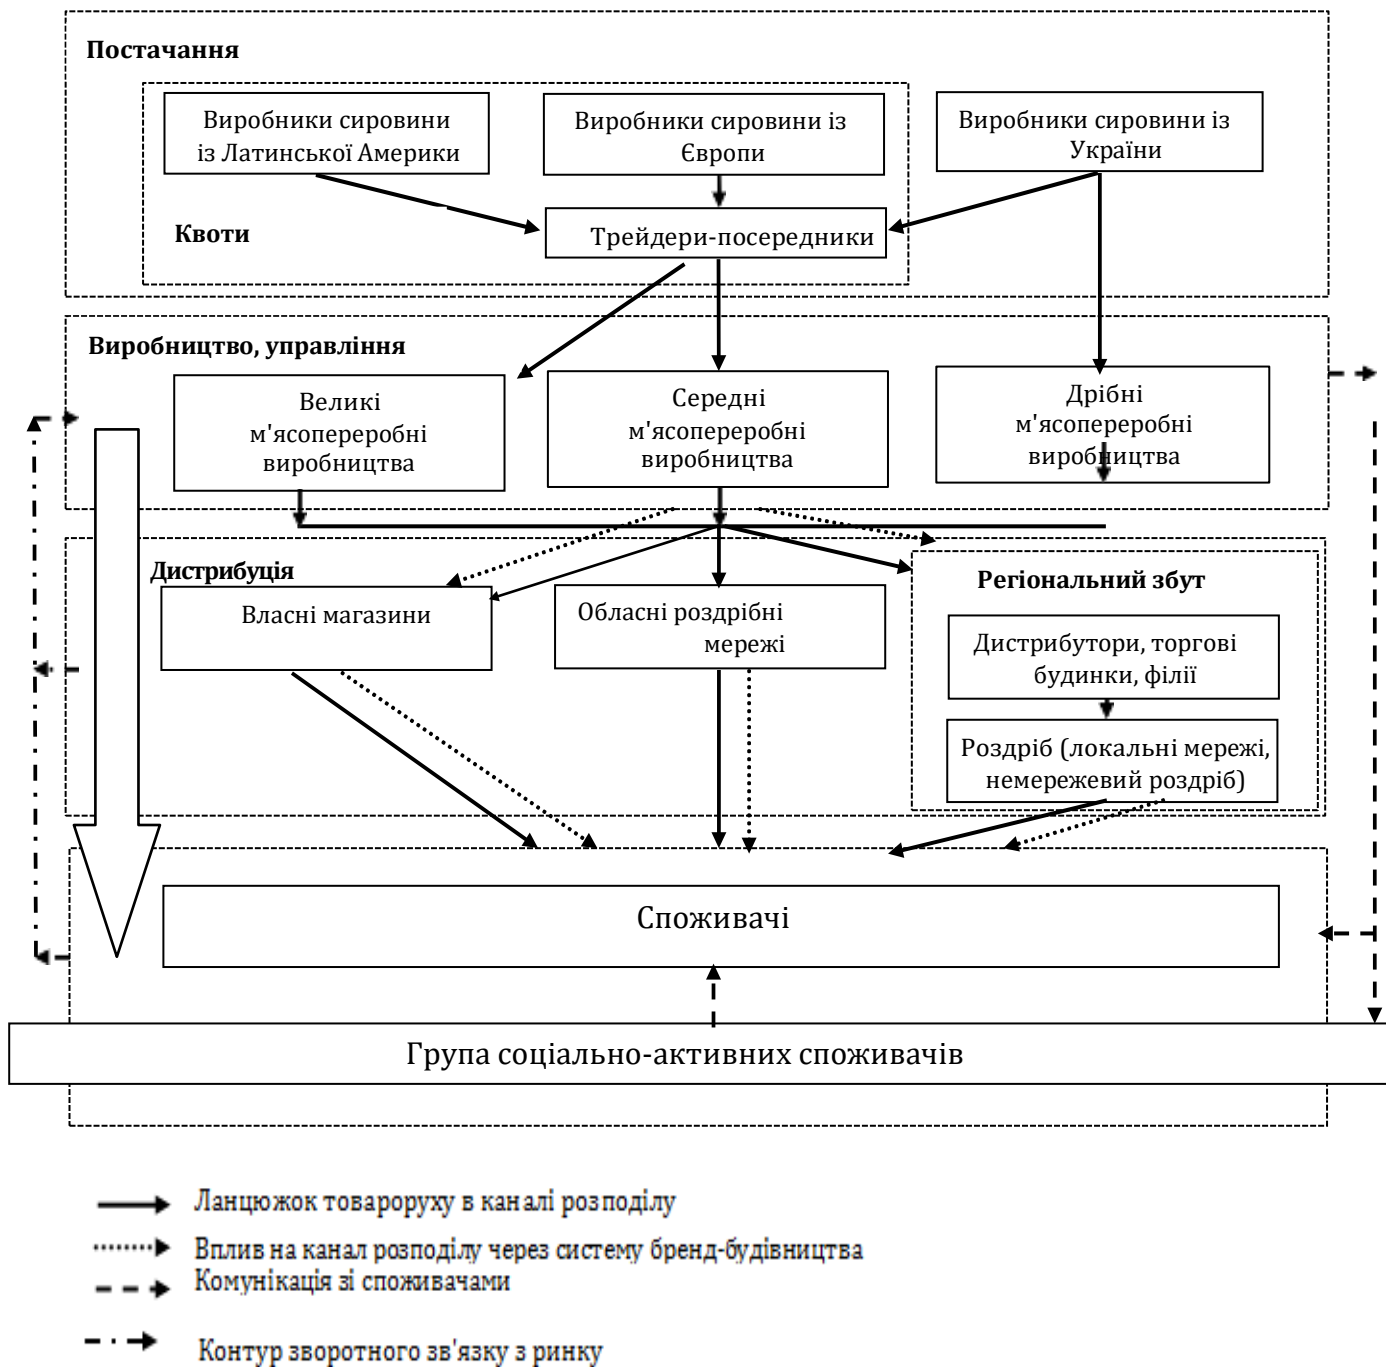 Постачання
Виробники сировини
із Латинської Америки
Виробники сировини із
Європи
Виробники сировини із
України
Квоти
Трейдери-посередники
Виробництво, управління
Великі
м'ясопереробні
виробництва
Середні
м'ясопереробні
виробництва
Дрібні
м'ясопереробні
виробництва
Дистрибуція
Власні магазини
Обласні роздрібні
мережі
Регіональний збут
Дистрибутори, торгові
будинки, філії
Роздріб (локальні мережі,
немережевий роздріб)
Споживачі
Група соціально-активних споживачів
Ланцюжок товароруху в каналі розподілу
Вплив на канал розподілу через систему бренд-будівництва
Комунікація зі споживачами
Контур зворотного зв'язку з ринку